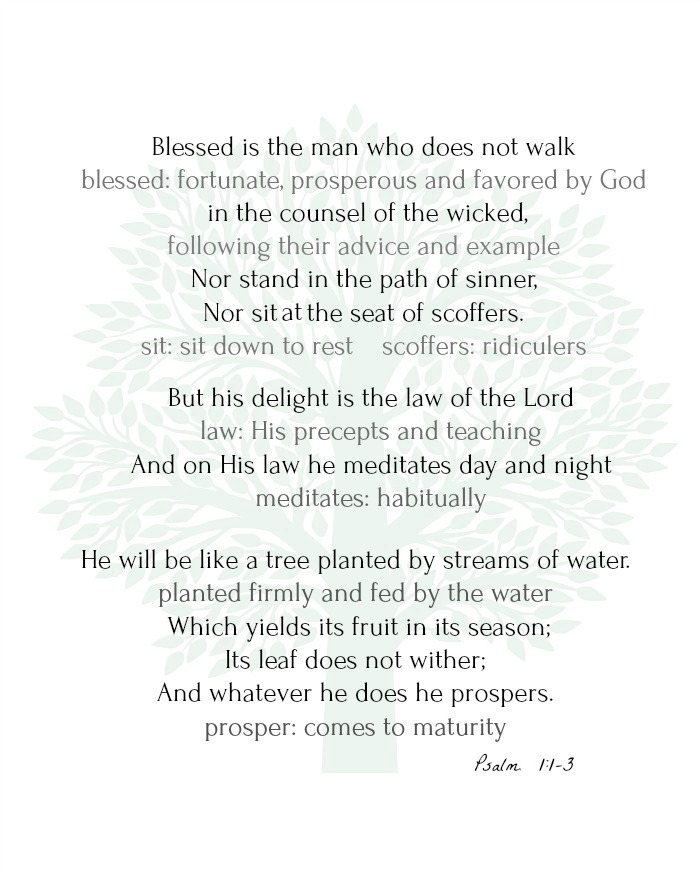 Blessed is the man who does not walk
blessed: fortunate, prosperous and favored by God
in the counsel of the wicked,
following their advice and example
Nor stand in the path of sinner,
Nor sit at the seat of scoffers.
sit: sit down to rest scoffers: ridiculers
But his delight is the law of the Lord
law: His precepts and teaching
And on His law he meditates day and night
meditates: habitually
He will be like a tree planted by streams of water.
planted firmly and fed by the water
Which yields its fruit in its season;
Its leaf does not wither;
And whatever he does he prospers.
prosper: comes to maturity
Psalm 1:1-3